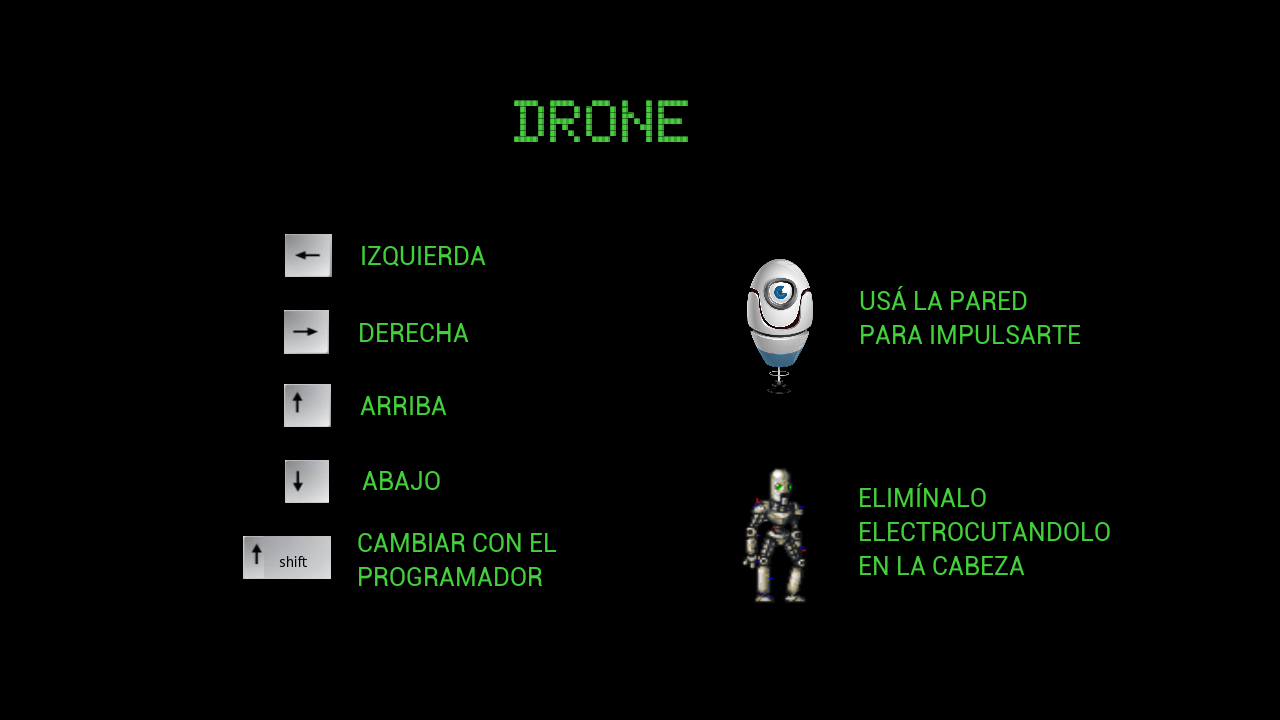 DRONE
IZQUIERDA
DERECHA
ARRIBA
ABAJO
shift
CAMBIAR CON EL
PROGRAMADOR
USÁ LA PARED
PARA IMPULSARTE
ELIMÍNALO
ELECTROCUTANDOLO
EN LA CABEZA